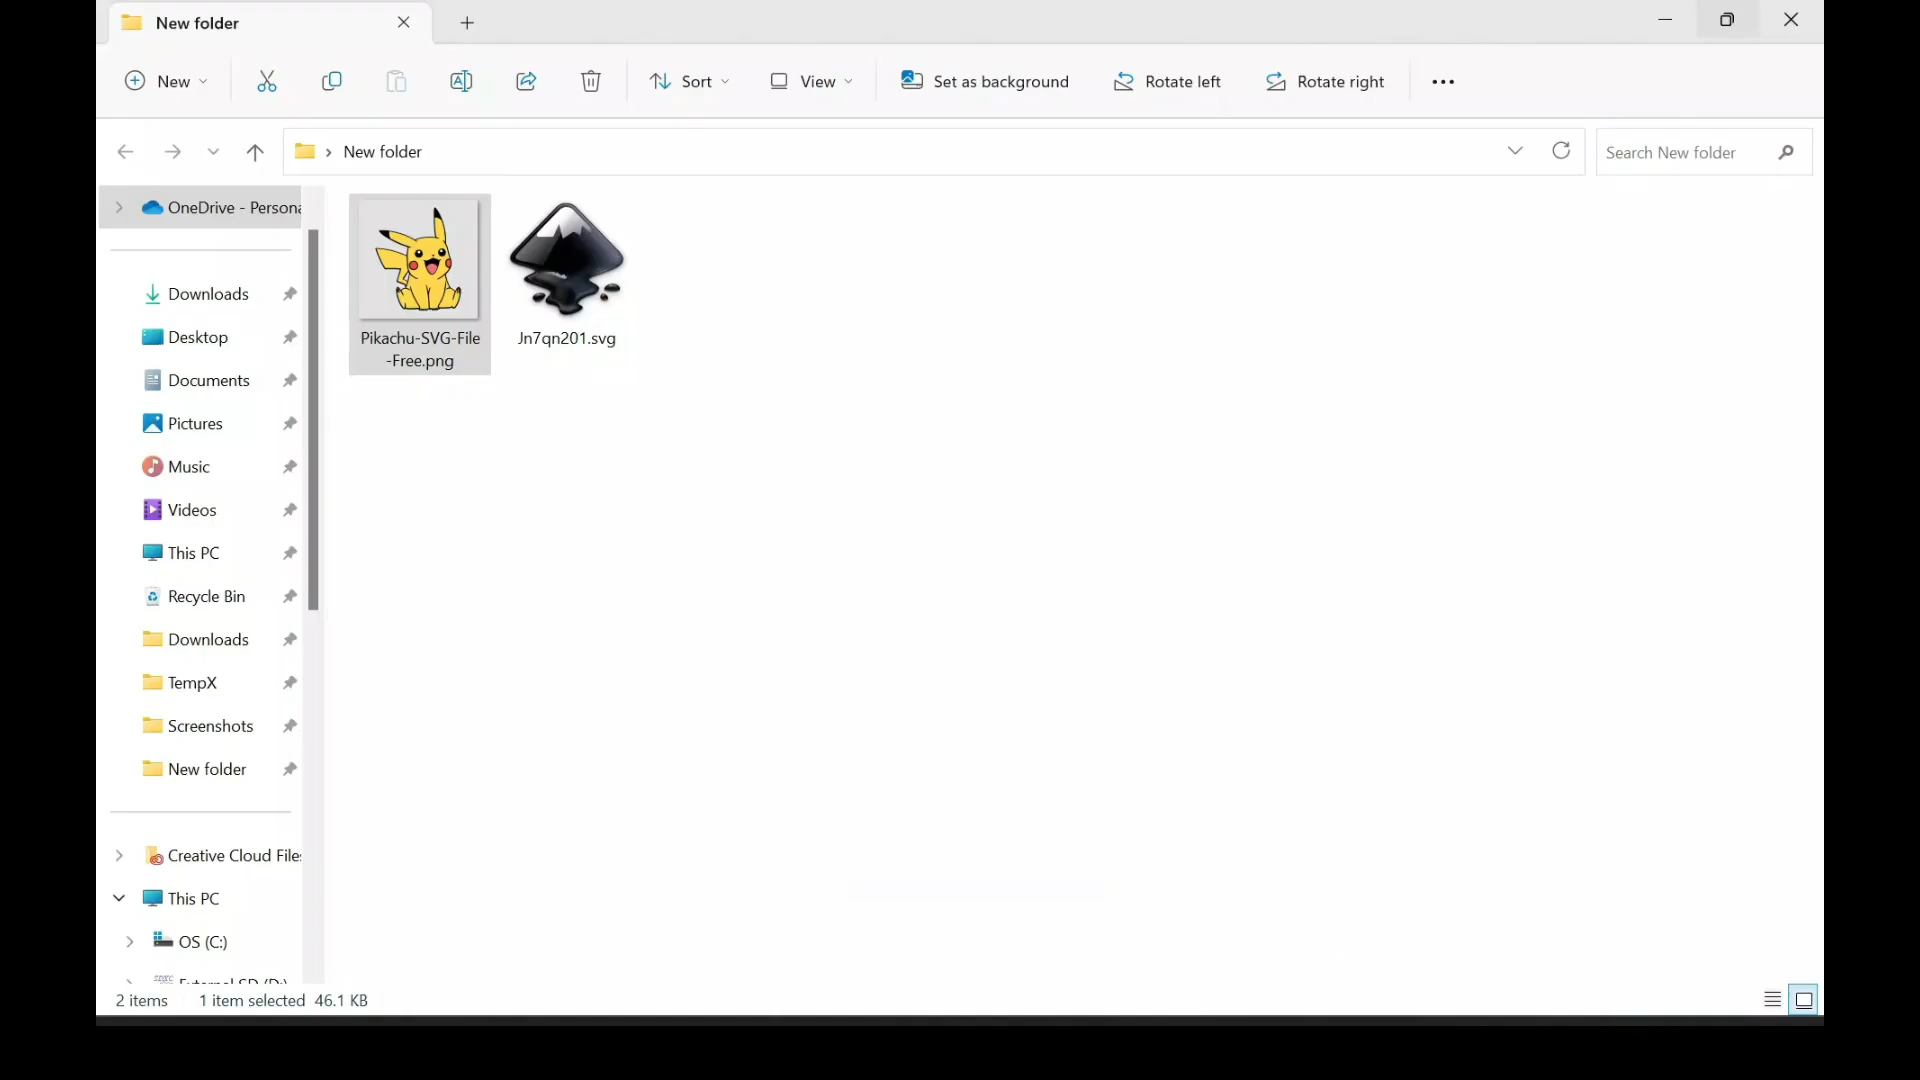 New folder
New
Sort
View
Set as background
Rotate left
Rotate right
New folder
Search New folder
OneDrive - Persona
Downloads
Desktop
Documents
Pictures
Music
Videos
This PC
Recycle Bin
Downloads
TempX
Screenshots
New folder
Creative Cloud File
This PC
OS (C:)
External SD (D:)
Pikachu-SVG-File
-Free.png
Jn7qn201.svg
2 items
1 item selected 46.1 KB